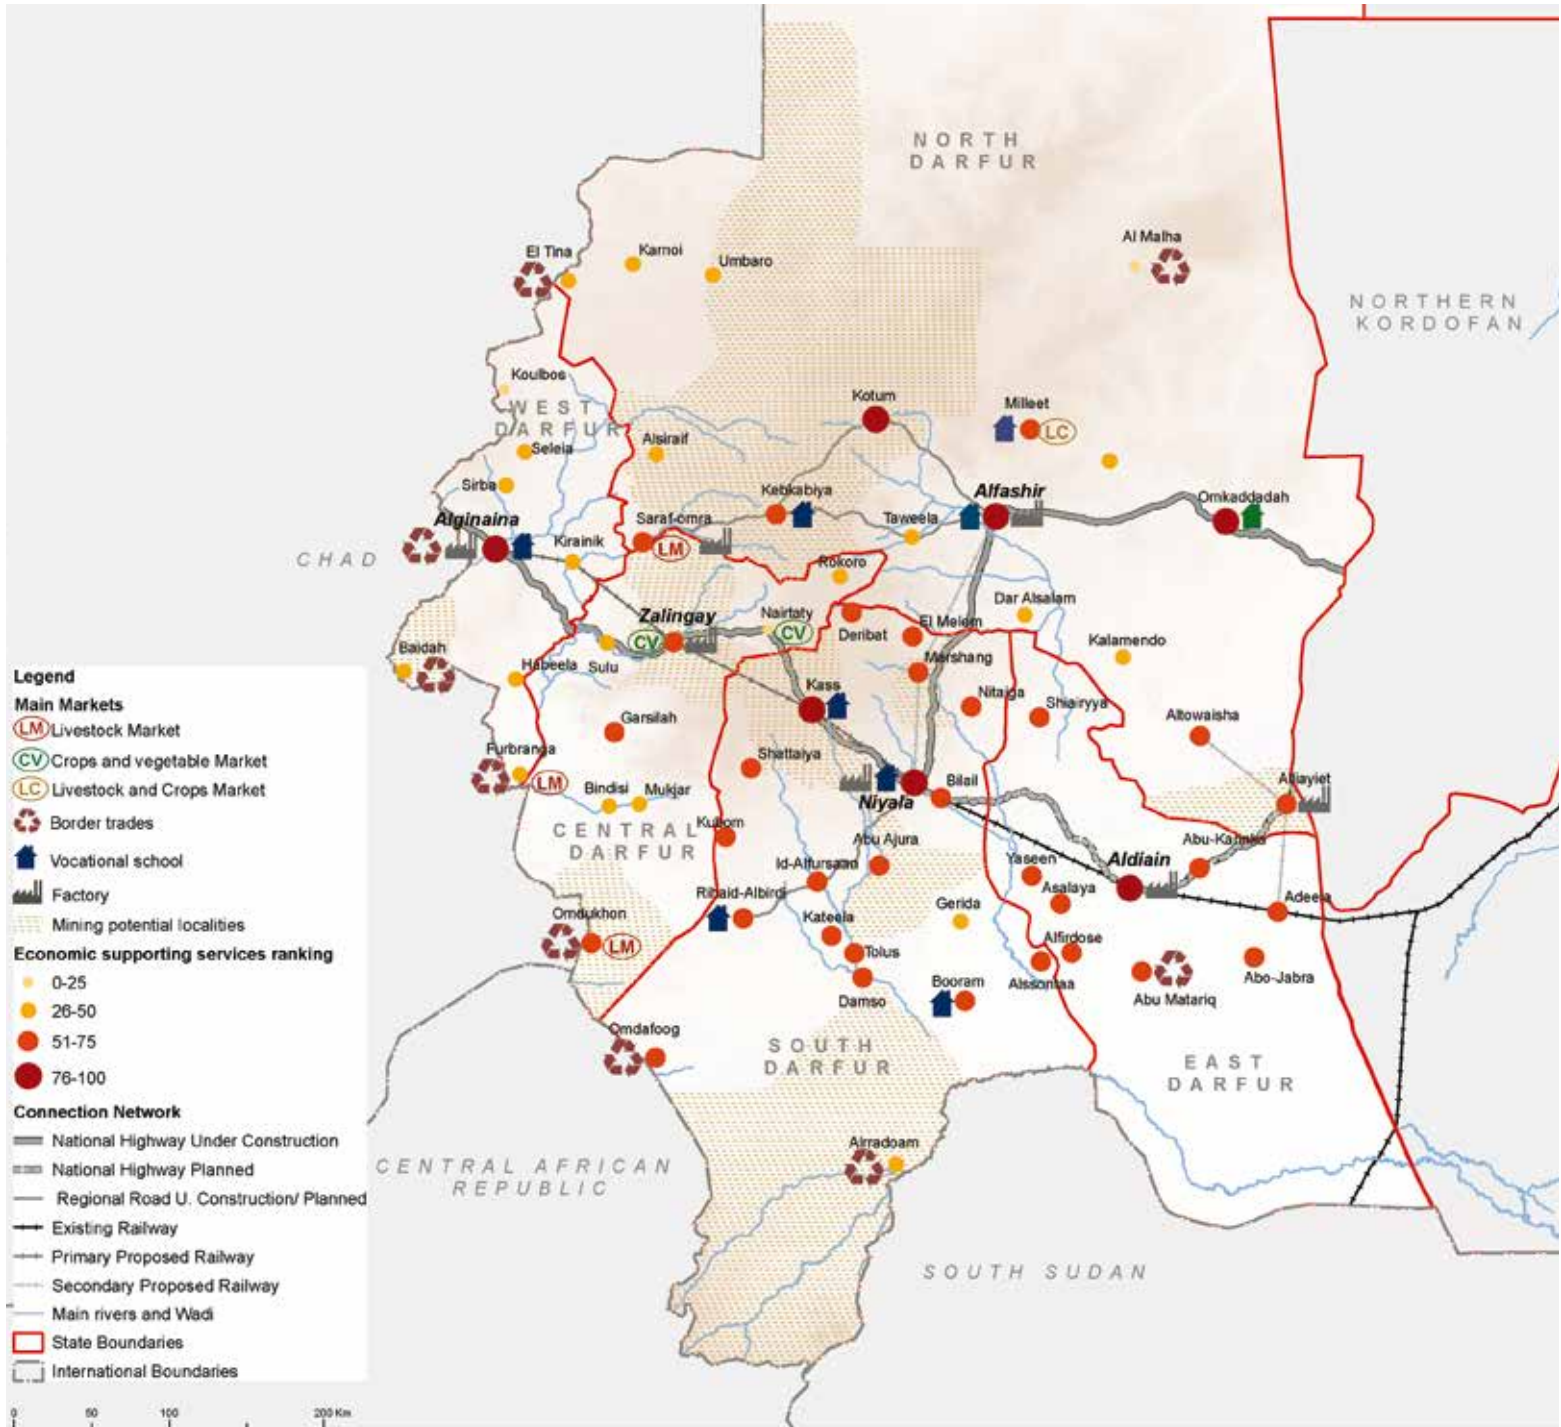 NORTH
DARFUR
Al Malha
El Tina
Karnoi
Umbaro
NORTHERN
KORDOFAN
Koulbos
WEST
DARFUR
Kotum
Milleet
LC
Seleia
Alsiraif
Sirba
Kebkabiya
Alfashir
Omkaddadah
Alginaina
Saraf-omra
Taweela
CHAD
Kirainik
LM
Rokoro
Zalingay
Nairtaty
Dar Alsalam
CV
CV
Deribat
El Melem
Kalamendo
Baidah
Habeela
Sulu
Marshang
Kass
Nitaiga
Shiairyya
Garsilah
Altowaisha
Furbranga
LM
Shattaiya
Bindisi
Mukjar
Niyala
Bilail
CENTRAL
DARFUR
Kubom
Abu Ajura
Aldiain
Id-Alfursaan
Yaseen
Ribaid-Albirdi
Asalaya
Adeela
Omdukhon
LM
Kateela
Gerida
Tolus
Alfirdose
Damso
Booram
Abu Matariq
Abo-Jabra
Omdafoog
SOUTH
DARFUR
EAST
DARFUR
Alrradoam
CENTRAL AFRICAN
REPUBLIC
SOUTH SUDAN
Legend
Main Markets
LM Livestock Market
CV Crops and vegetable Market
LC Livestock and Crops Market
Border trades
Vocational school
Factory
Mining potential localities
Economic supporting services ranking
0-25
26-50
51-75
76-100
Connection Network
National Highway Under Construction
National Highway Planned
Regional Road U. Construction/ Planned
Existing Railway
Primary Proposed Railway
Secondary Proposed Railway
Main rivers and Wadi
State Boundaries
International Boundaries
0 50 100 200 Km